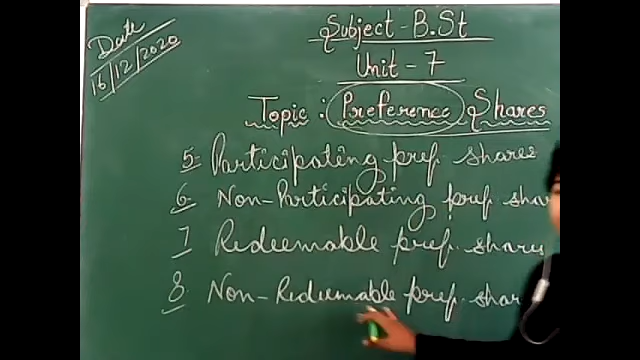 Date
16/12/2020
Subject - B.St
Unit - 7
Topic : Preference Shares
5 Participating pref. shares
6 Non-Participating pref. shar
7 Redeemable pref. shares
8 Non-Redeemable pref. shar